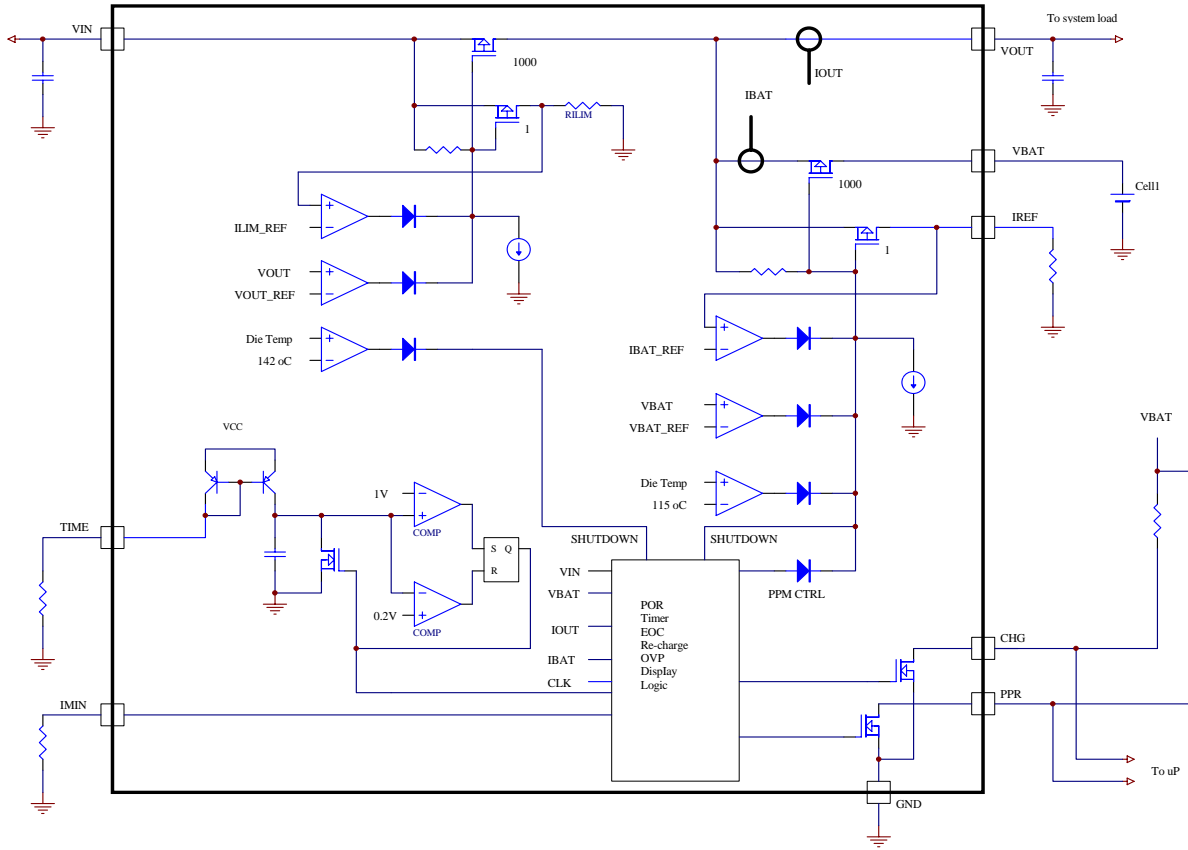 VIN
To system load
VOUT
1000
IOUT
IBAT
RILIM
1
VBAT
1000
Cell1
IREF
ILIM_REF
1
VOUT
VOUT_REF
Die Temp
142 oC
IBAT_REF
VBAT
VBAT_REF
VCC
VBAT
Die Temp
115 oC
1V
COMP
TIME
SHUTDOWN
SHUTDOWN
S Q
R
VIN
VBAT
PPM CTRL
0.2V
COMP
IOUT
IBAT
CLK
POR
Timer
EOC
Re-charge
OVP
Display
Logic
CHG
PPR
IMIN
To uP
GND